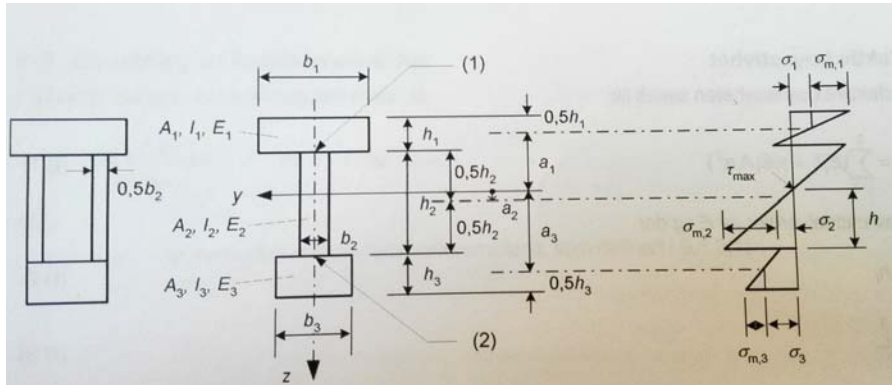 b1
(1)
A1, I1, E1
h1
0,5h1
a1
σ1
σm,1
0,5b2
y
h2
0,5h2
0,5h2
a2
a3
A2, I2, E2
b2
A3, I3, E3
h3
0,5h3
b3
(2)
z
τmax
σm,2
σ2
h
σm,3
σ3